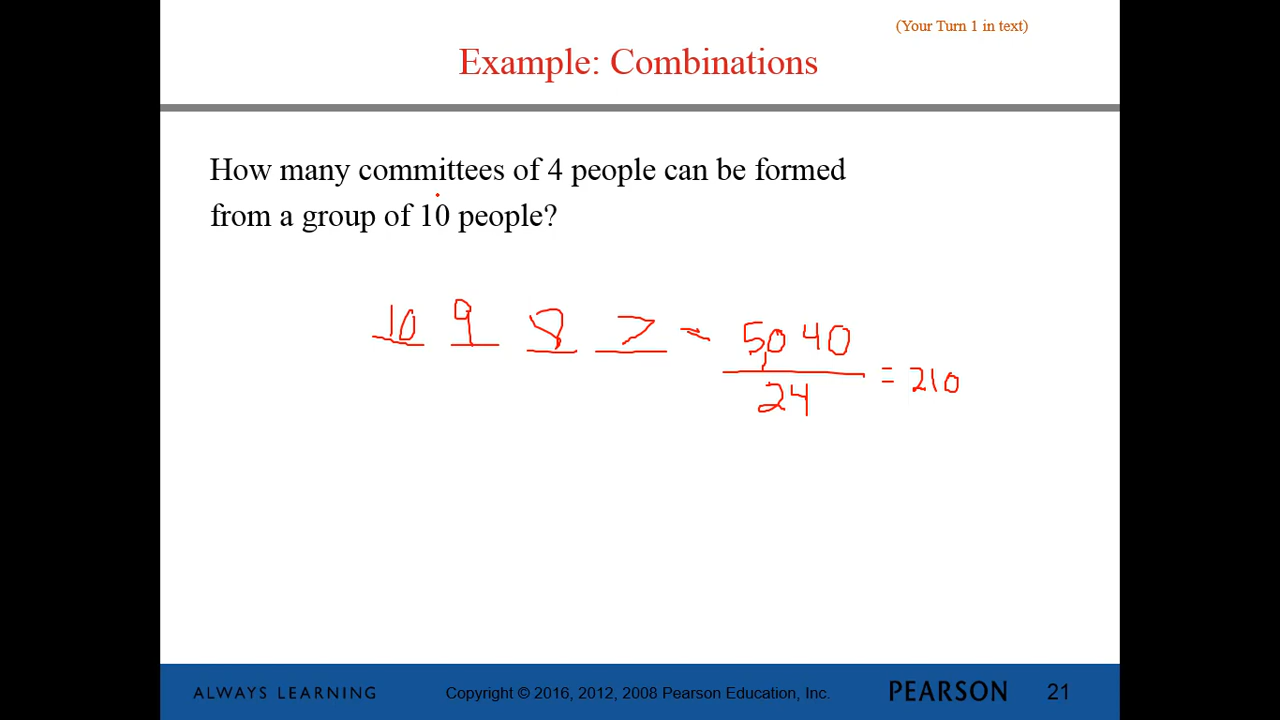 (Your Turn 1 in text)
Example: Combinations
How many committees of 4 people can be formed
from a group of 10 people?
10 9 8 7 = 5,040
24
= 210
ALWAYS LEARNING
Copyright © 2016, 2012, 2008 Pearson Education, Inc.
PEARSON
21